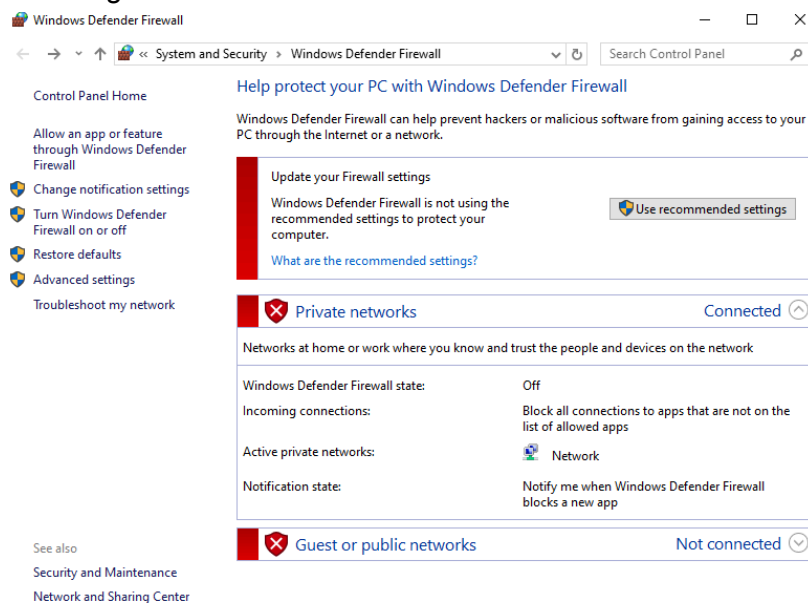 Windows Defender Firewall
« System and Security › Windows Defender Firewall
Search Control Panel
Control Panel Home
Allow an app or feature
through Windows Defender
Firewall
Change notification settings
Turn Windows Defender
Firewall on or off
Restore defaults
Advanced settings
Troubleshoot my network
See also
Security and Maintenance
Network and Sharing Center
Help protect your PC with Windows Defender Firewall
Windows Defender Firewall can help prevent hackers or malicious software from gaining access to your
PC through the Internet or a network.
Update your Firewall settings
Windows Defender Firewall is not using the
recommended settings to protect your
computer.
What are the recommended settings?
Use recommended settings
Private networks Connected
Networks at home or work where you know and trust the people and devices on the network
Windows Defender Firewall state: Off
Incoming connections: Block all connections to apps that are not on the
list of allowed apps
Active private networks: Network
Notification state: Notify me when Windows Defender Firewall
blocks a new app
Guest or public networks Not connected